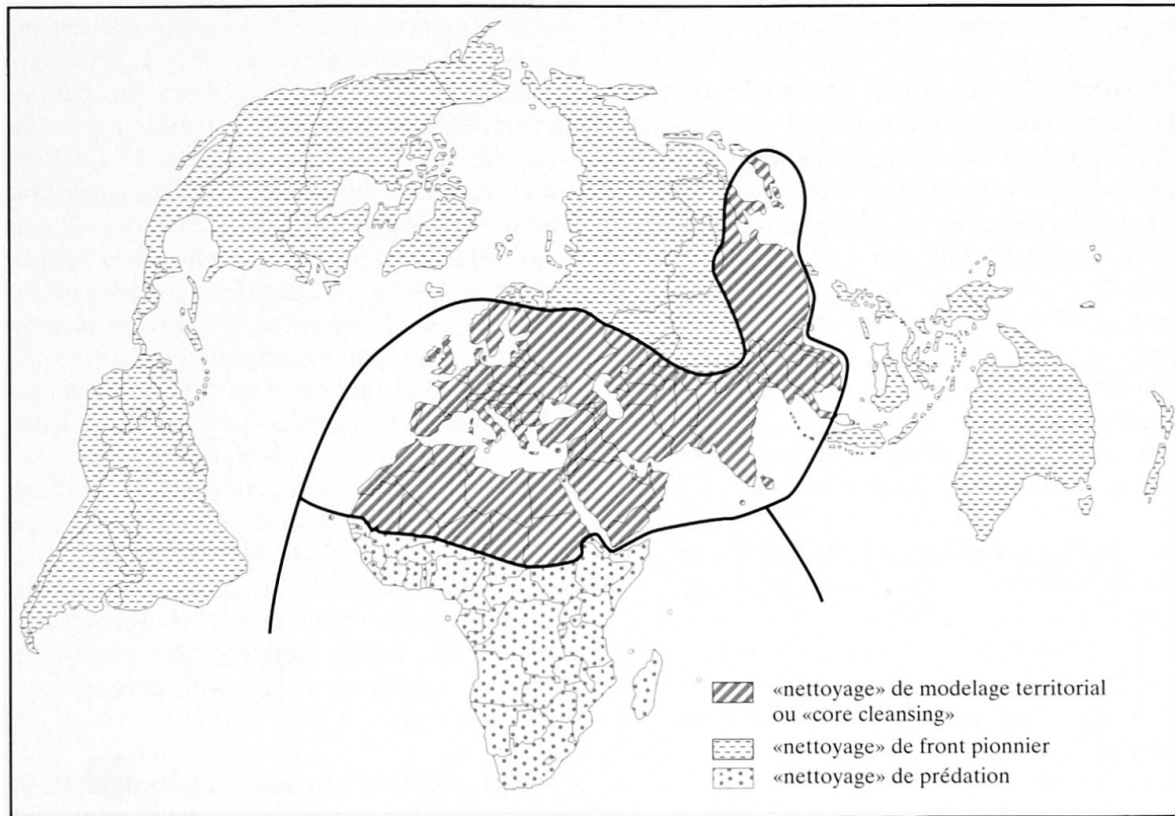 «nettoyage» de modelage territorial
ou «core cleansing»
«nettoyage» de front pionnier
«nettoyage» de prédation